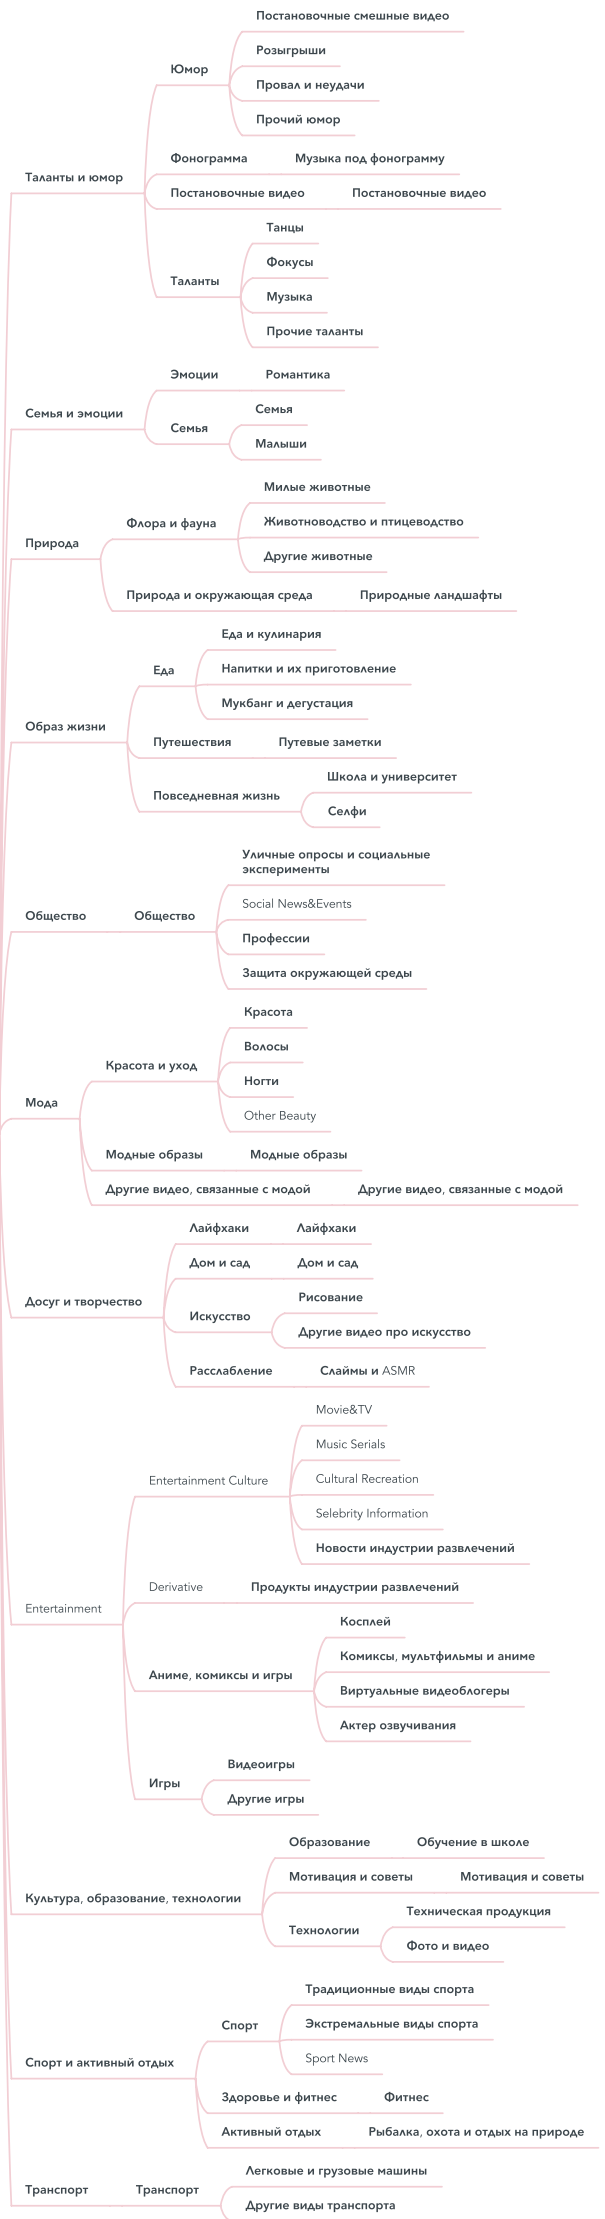 Таланты и юмор
Юмор
Постановочные смешные видео
Розыгрыши
Провал и неудачи
Прочий юмор
Фонограмма
Музыка под фонограмму
Постановочные видео
Постановочные видео
Таланты
Танцы
Фокусы
Музыка
Прочие таланты
Семья и эмоции
Эмоции
Романтика
Семья
Семья
Малыши
Природа
Флора и фауна
Милые животные
Животноводство и птицеводство
Другие животные
Природа и окружающая среда
Природные ландшафты
Образ жизни
Еда
Еда и кулинария
Напитки и их приготовление
Мукбанг и дегустация
Путешествия
Путевые заметки
Повседневная жизнь
Школа и университет
Селфи
Общество
Общество
Уличные опросы и социальные
эксперименты
Social News&Events
Профессии
Защита окружающей среды
Мода
Красота и уход
Красота
Волосы
Ногти
Other Beauty
Модные образы
Модные образы
Другие видео, связанные с модой
Другие видео, связанные с модой
Досуг и творчество
Лайфхаки
Лайфхаки
Дом и сад
Дом и сад
Искусство
Рисование
Другие видео про искусство
Расслабление
Слаймы и ASMR
Entertainment
Entertainment Culture
Movie&TV
Music Serials
Cultural Recreation
Selebrity Information
Новости индустрии развлечений
Derivative
Продукты индустрии развлечений
Аниме, комиксы и игры
Косплей
Комиксы, мультфильмы и аниме
Виртуальные видеоблогеры
Актер озвучивания
Игры
Видеоигры
Другие игры
Культура, образование, технологии
Образование
Обучение в школе
Мотивация и советы
Мотивация и советы
Технологии
Техническая продукция
Фото и видео
Спорт и активный отдых
Спорт
Традиционные виды спорта
Экстремальные виды спорта
Sport News
Здоровье и фитнес
Фитнес
Активный отдых
Рыбалка, охота и отдых на природе
Транспорт
Транспорт
Легковые и грузовые машины
Другие виды транспорта